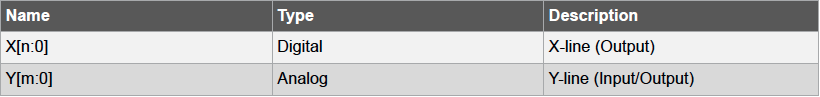 Name Type Description
X[n:0] Digital X-line (Output)
Y[m:0] Analog Y-line (Input/Output)